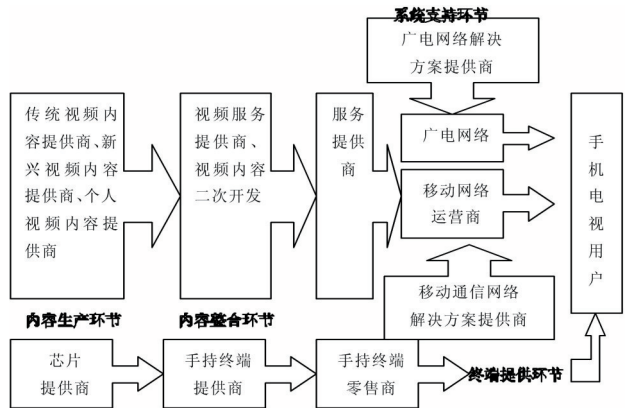 系统支持环节
广电网络解决
方案提供商
传统视频内
容提供商、新
兴视频内容
提供商、个人
视频内容提
供商
视频服务
提供商、
视频内容
二次开发
服务
提供
商
广电网络
移动网络
运营商
手机电视用户
移动通信网络
解决方案提供商
内容生产环节
内容整合环节
芯片
提供商
手持终端
提供商
手持终端
零售商
终端提供环节